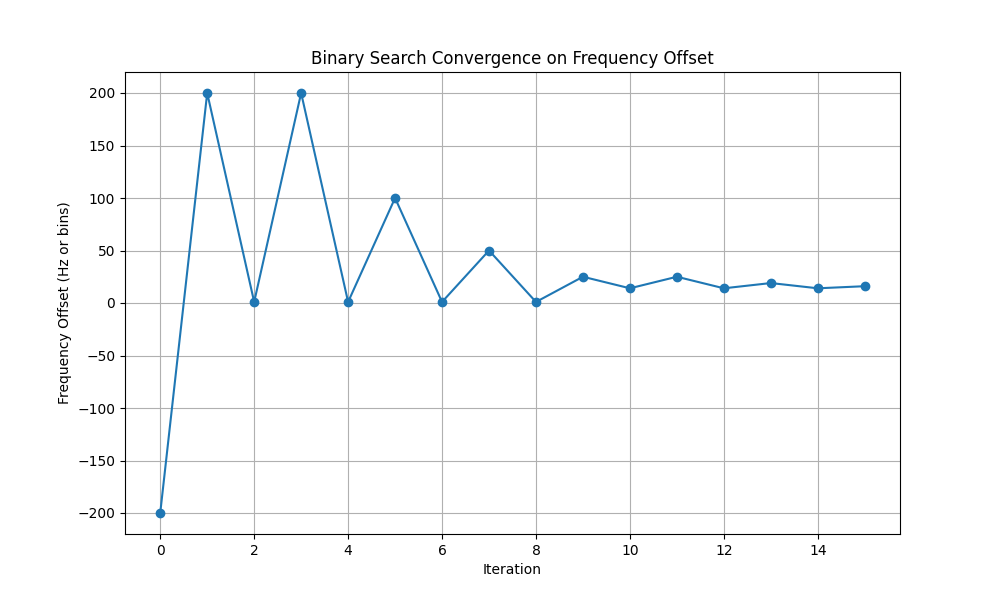 Binary Search Convergence on Frequency Offset
200
150
100
50
0
−50
−100
−150
−200
Frequency Offset (Hz or bins)
0 2 4 6 8 10 12 14
Iteration